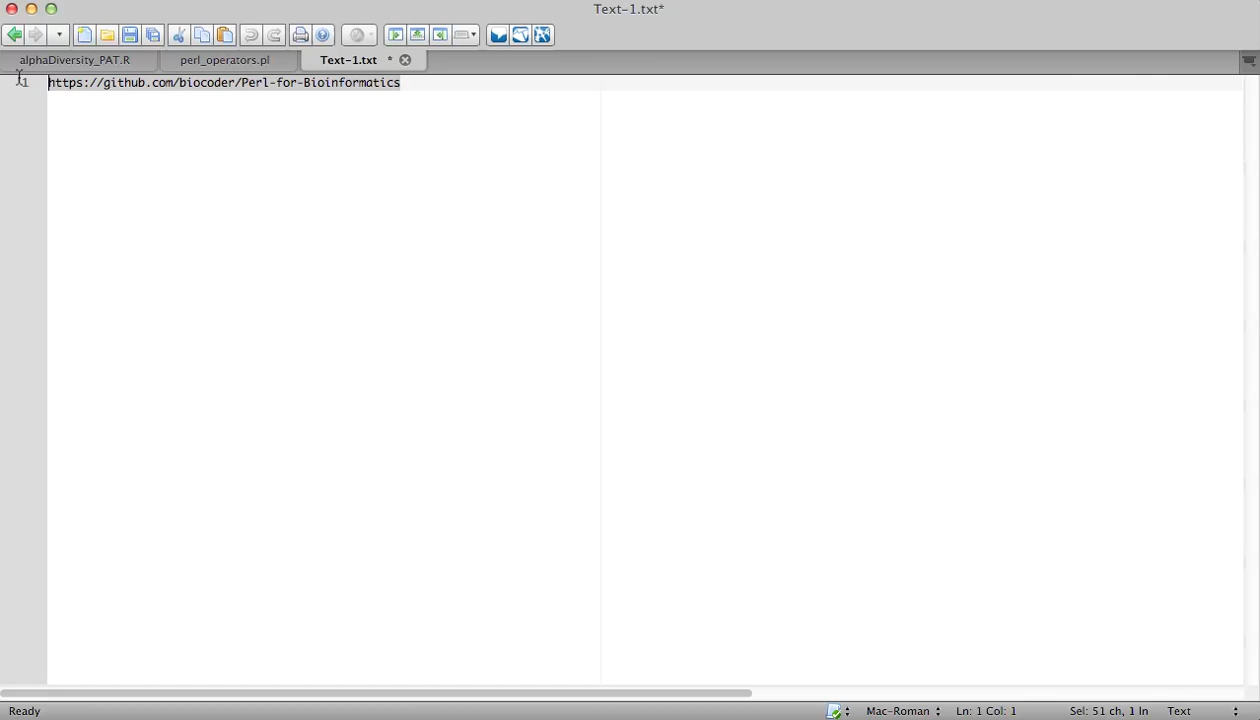 Text-1.txt*
alphaDiversity_PAT.R perl_operators.pl Text-1.txt *
1 https://github.com/biocoder/Perl-for-Bioinformatics
Ready Mac-Roman Ln: 1 Col: 1 Sel: 51 ch, 1 ln Text